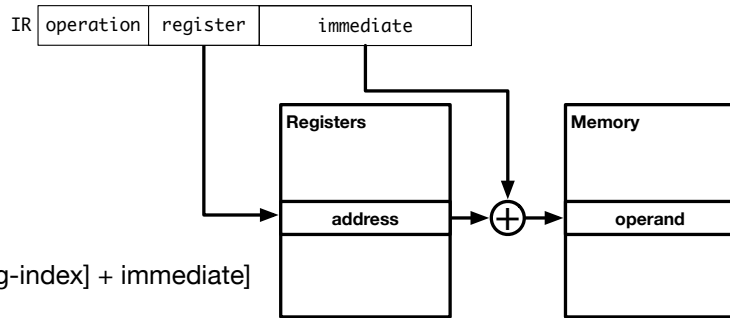 IR operation register immediate
Registers Memory
address operand
g-index] + immediate]